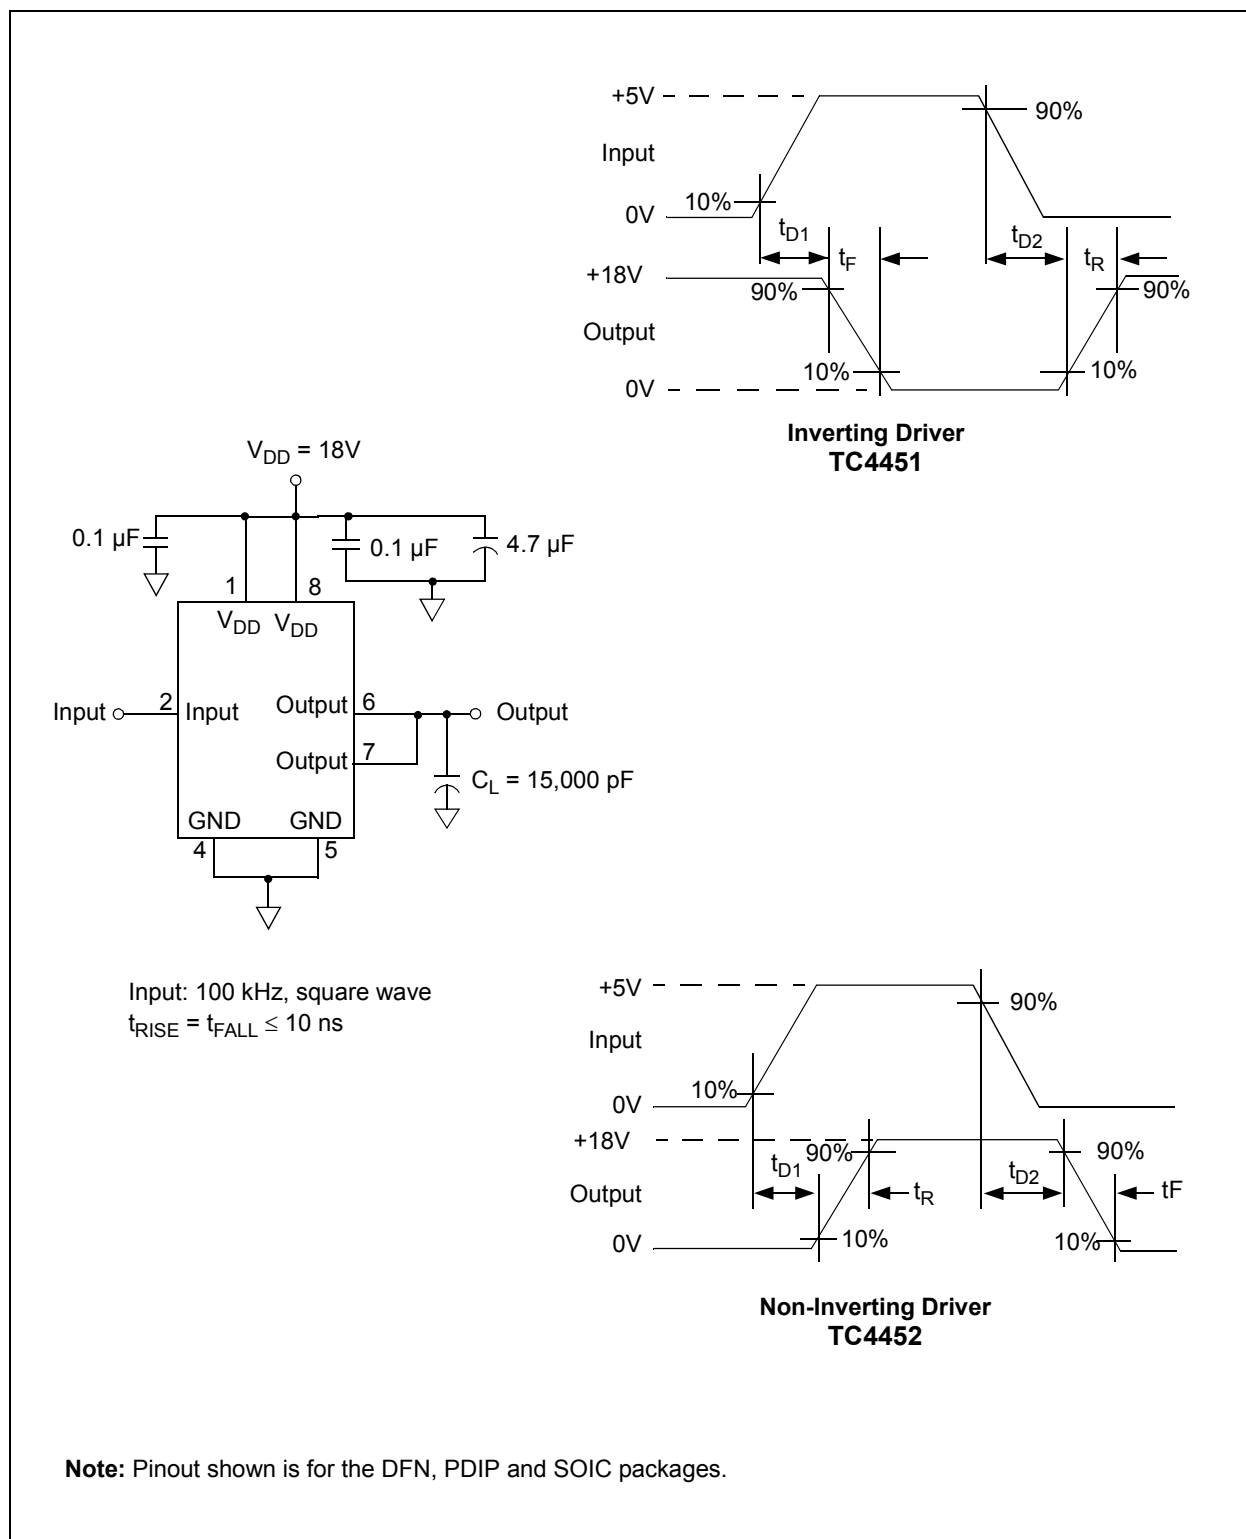 +5V
90%
Input
10%
0V
tD1
tF
tD2
tR
+18V
90%
90%
Output
10%
10%
0V
Inverting Driver
TC4451
VDD = 18V
0.1 µF
0.1 µF
4.7 µF
1
8
VDD
VDD
Input
2
Input
Output
6
Output
Output
7
CL = 15,000 pF
GND
GND
4
5
Input: 100 kHz, square wave
tRISE = tFALL ≤ 10 ns
+5V
90%
Input
10%
0V
+18V
tD1
90%
90%
tR
tD2
tF
Output
10%
10%
0V
Non-Inverting Driver
TC4452
Note: Pinout shown is for the DFN, PDIP and SOIC packages.